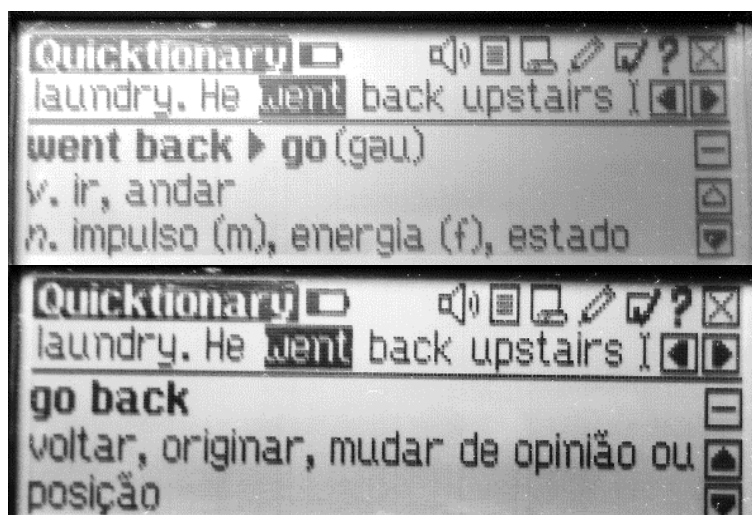 Quicktionary ?
laundry. He went back upstairs
went back ▶ go (gəu)
v. ir, andar
n. impulso (m), energia (f), estado
Quicktionary ?
laundry. He went back upstairs
go back
voltar, originar, mudar de opinião ou
posição